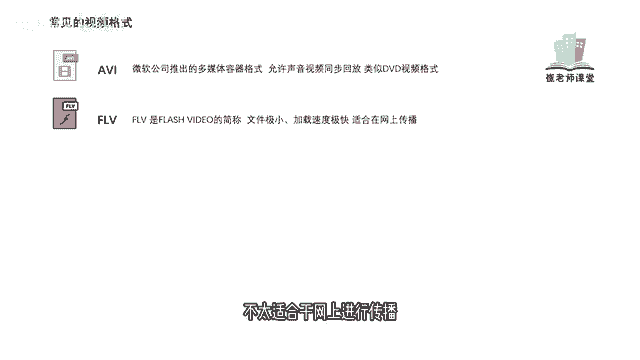 常见的视频格式
AVI
微软公司推出的多媒体容器格式 允许声音视频同步回放 类似DVD视频格式
崔老师课堂
FLV
FLV
FLV 是FLASH VIDEO的简称 文件极小、加载速度极快 适合在网上传播
不太适合于网上进行传播